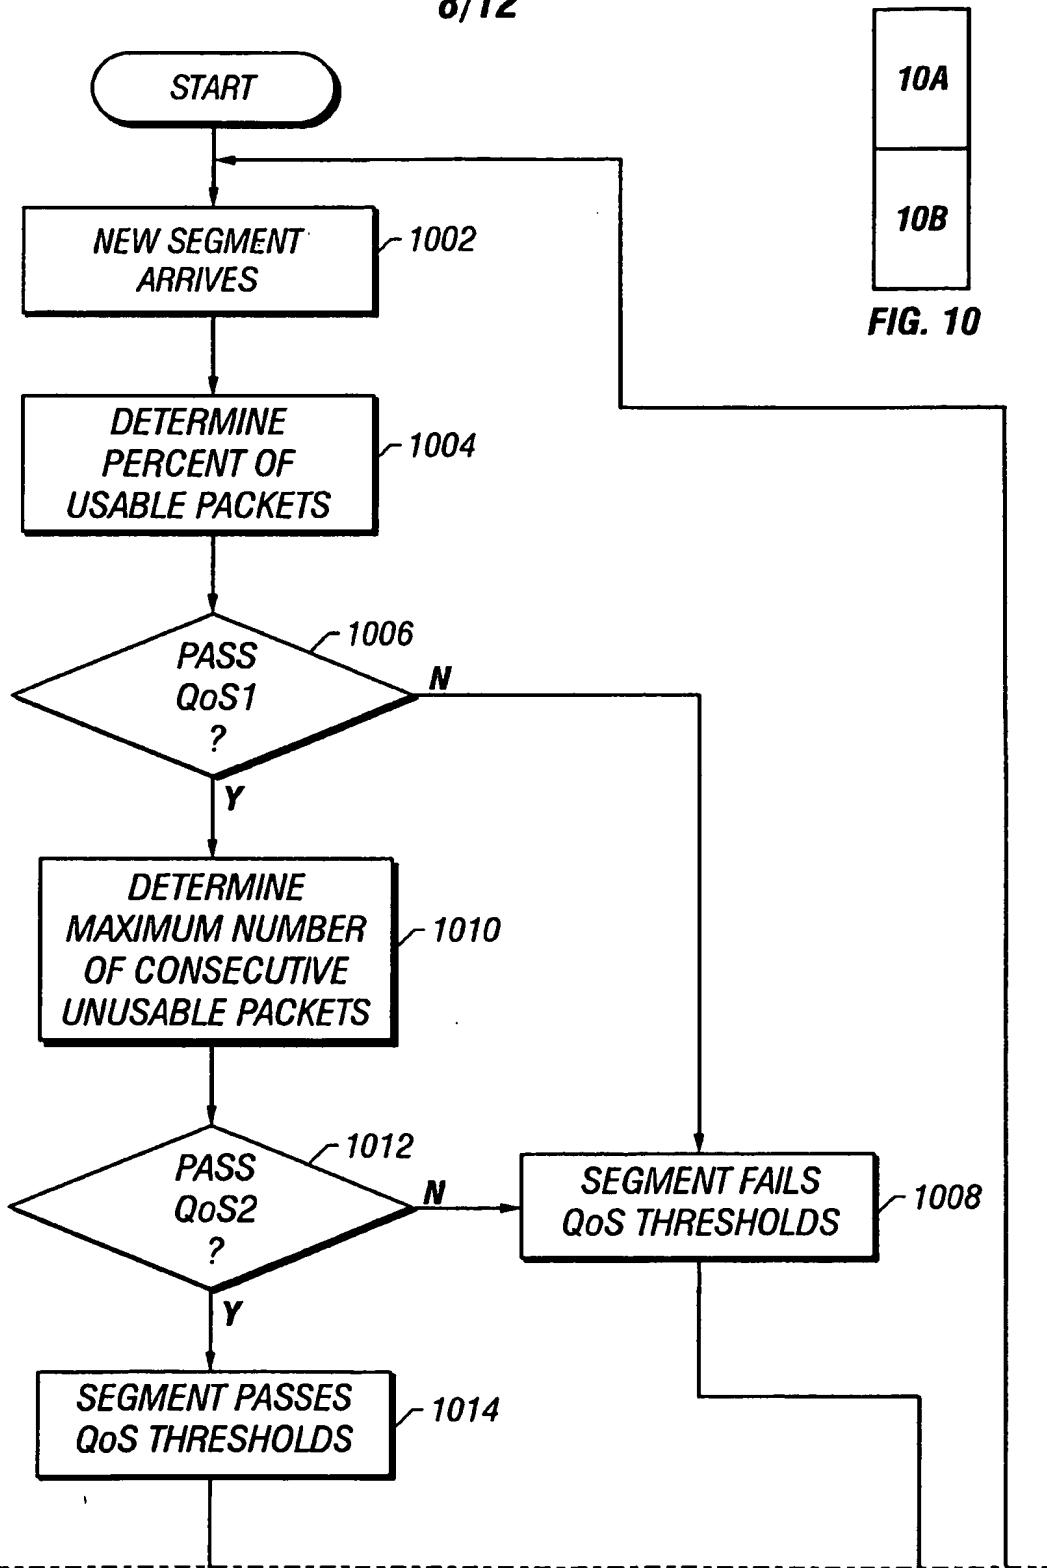 8/12
START
10A
10B
FIG. 10
NEW SEGMENT
ARRIVES
1002
DETERMINE
PERCENT OF
USABLE PACKETS
1004
PASS
QoS1
?
1006
N
Y
DETERMINE
MAXIMUM NUMBER
OF CONSECUTIVE
UNUSABLE PACKETS
1010
PASS
QoS2
?
1012
N
Y
SEGMENT FAILS
QoS THRESHOLDS
1008
SEGMENT PASSES
QoS THRESHOLDS
1014